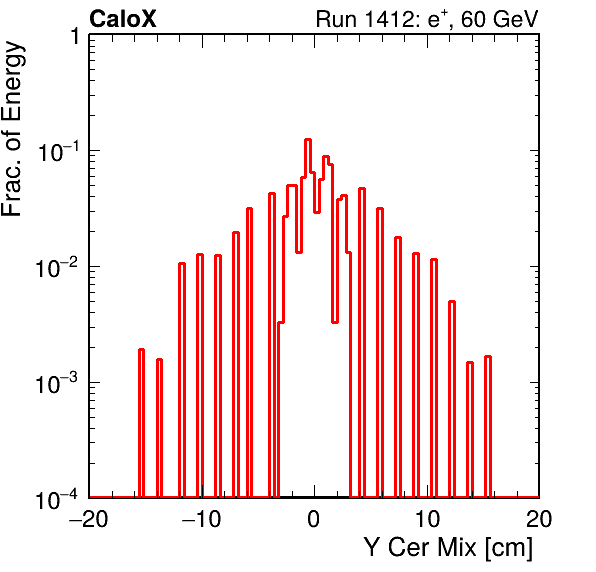 CaloX Run 1412: e⁺, 60 GeV
Frac. of Energy
1
10⁻¹
10⁻²
10⁻³
10⁻⁴
−20 −10 0 10 20
Y Cer Mix [cm]